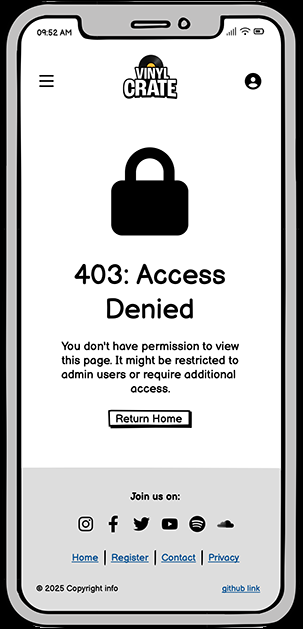 09:52 AM
VINYL
CRATE
403: Access
Denied
You don't have permission to view
this page. It might be restricted to
admin users or require additional
access.
Return Home
Join us on:
Home | Register | Contact | Privacy
© 2025 Copyright info github link